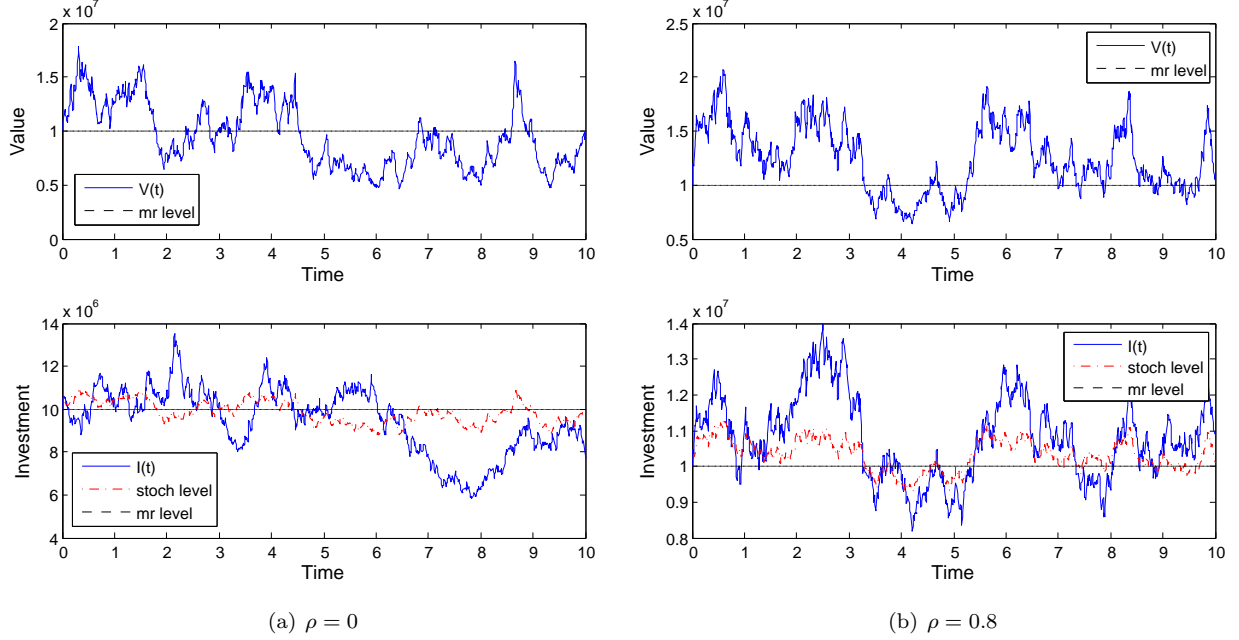 x 10^7
2
1.5
1
0.5
0
Value
V(t)
mr level
0 1 2 3 4 5 6 7 8 9 10
Time
x 10^6
14
12
10
8
6
4
Investment
I(t)
stoch level
mr level
0 1 2 3 4 5 6 7 8 9 10
Time
(a) ρ = 0
x 10^7
2.5
2
1.5
1
0.5
Value
V(t)
mr level
0 1 2 3 4 5 6 7 8 9 10
Time
x 10^7
1.4
1.3
1.2
1.1
1
0.9
0.8
Investment
I(t)
stoch level
mr level
0 1 2 3 4 5 6 7 8 9 10
Time
(b) ρ = 0.8